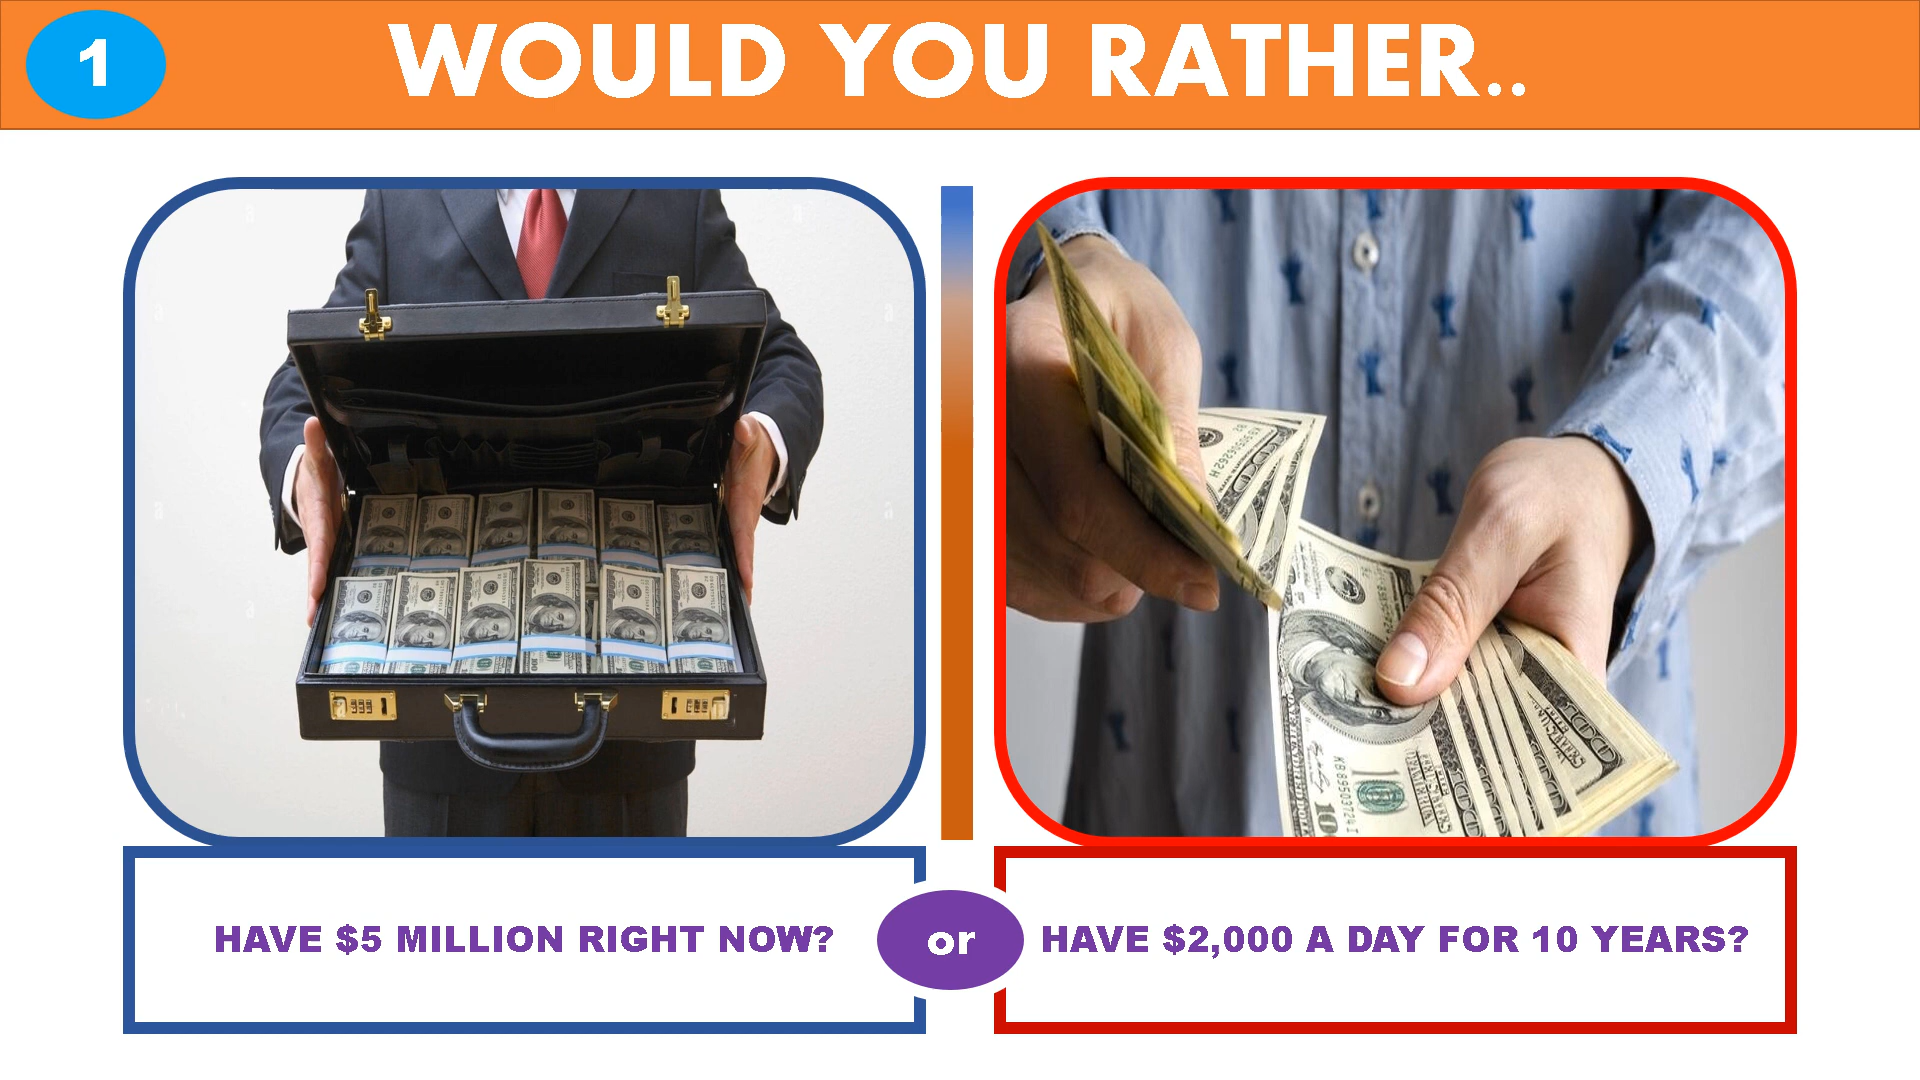 1
WOULD YOU RATHER..
HAVE $5 MILLION RIGHT NOW?
or
HAVE $2,000 A DAY FOR 10 YEARS?